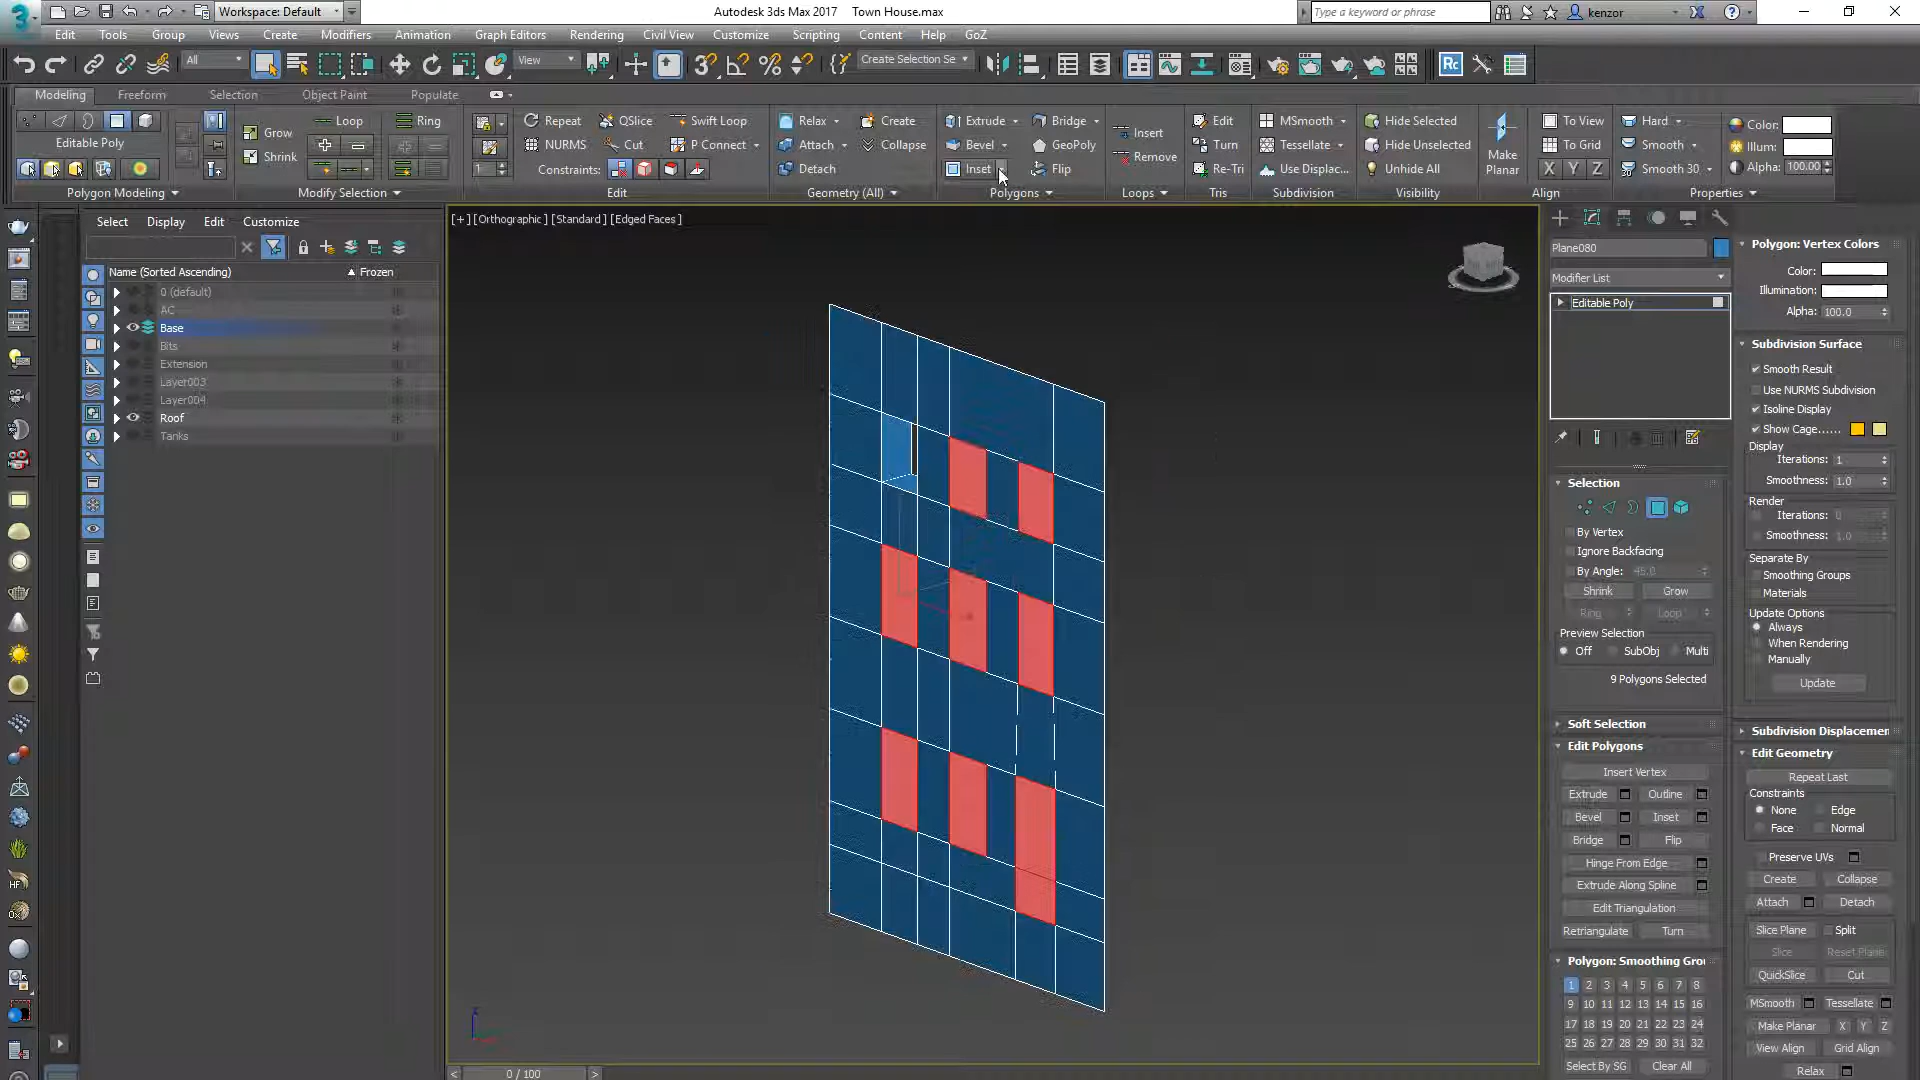 Workspace: Default
Autodesk 3ds Max 2017 Town House.max
Type a keyword or phrase
kenzor
Edit Tools Group Views Create Modifiers Animation Graph Editors Rendering Civil View Customize Scripting Content Help GoZ
All View Create Selection Se
Modeling Freeform Selection Object Paint Populate
Loop Ring Repeat QSlice Swift Loop Relax Create Extrude Bridge Edit MSmooth Hide Selected To View Hard Color:
Grow Insert
Editable Poly NURMS Cut P Connect Attach Collapse Bevel GeoPoly Turn Tessellate Hide Unselected To Grid Smooth Illum:
Shrink Remove Make Planar
1 Constraints: Detach Inset Flip Re-Tri Use Displac... Unhide All X Y Z Smooth 30 Alpha: 100.00
Polygon Modeling Modify Selection Edit Geometry (All) Polygons Loops Tris Subdivision Visibility Align Properties
Select Display Edit Customize
Name (Sorted Ascending) Frozen
0 (default)
AC
Base
Bits
Extension
Layer003
Layer004
Roof
Tanks
[+] [Orthographic] [Standard] [Edged Faces]
0 / 100
Plane080
Modifier List
Editable Poly
Selection
By Vertex
Ignore Backfacing
By Angle: 45.0
Shrink Grow
Ring Loop
Preview Selection
Off SubObj Multi
9 Polygons Selected
Soft Selection
Edit Polygons
Insert Vertex
Extrude Outline
Bevel Inset
Bridge Flip
Hinge From Edge
Extrude Along Spline
Edit Triangulation
Retriangulate Turn
Polygon: Smoothing Gro
1 2 3 4 5 6 7 8
9 10 11 12 13 14 15 16
17 18 19 20 21 22 23 24
25 26 27 28 29 30 31 32
Select By SG Clear All
Polygon: Vertex Colors
Color:
Illumination:
Alpha: 100.0
Subdivision Surface
Smooth Result
Use NURMS Subdivision
Isoline Display
Show Cage......
Display
Iterations: 1
Smoothness: 1.0
Render
Iterations: 0
Smoothness: 1.0
Separate By
Smoothing Groups
Materials
Update Options
Always
When Rendering
Manually
Update
Subdivision Displacemen
Edit Geometry
Repeat Last
Constraints
None Edge
Face Normal
Preserve UVs
Create Collapse
Attach Detach
Slice Plane Split
Slice Reset Plane
QuickSlice Cut
MSmooth Tessellate
Make Planar X Y Z
View Align Grid Align
Relax